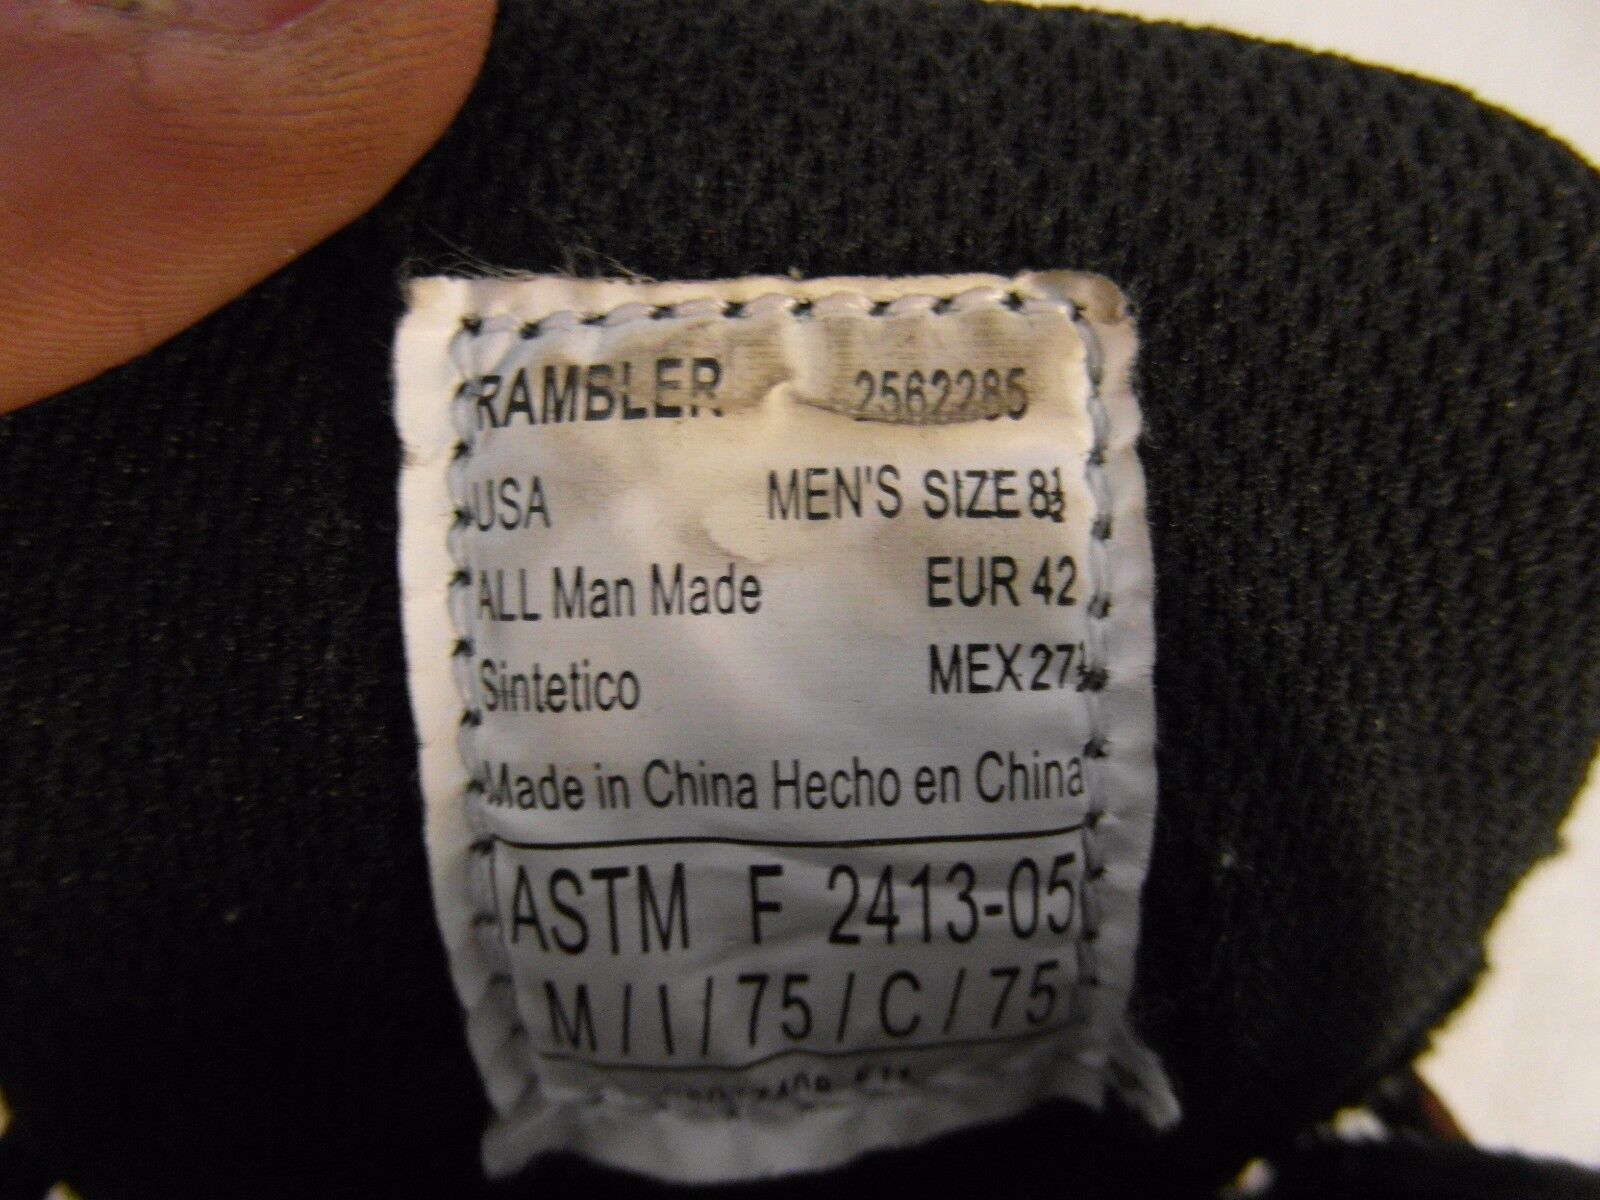 RAMBLER 2562285
USA MEN'S SIZE 8½
ALL Man Made EUR 42
Sintetico MEX 27½
Made in China Hecho en China
ASTM F 2413-05
M / I / 75 / C / 75